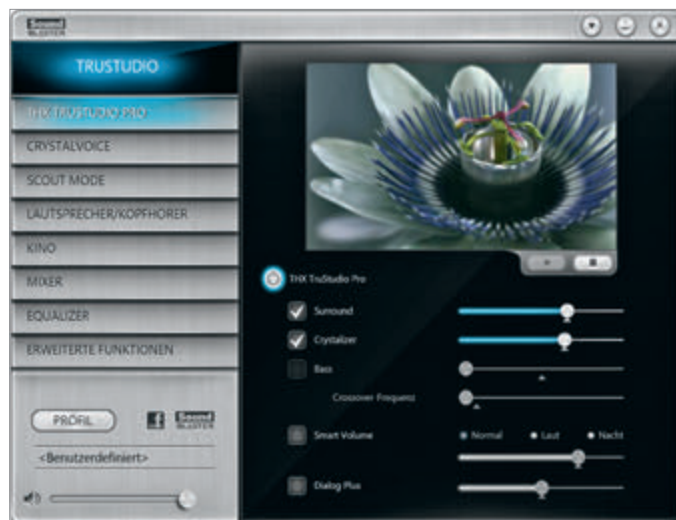 Sound
BLASTER
TRUSTUDIO
THX TRUSTUDIO PRO
CRYSTALVOICE
SCOUT MODE
LAUTSPRECHER/KOPFHÖRER
KINO
MIXER
EQUALIZER
ERWEITERTE FUNKTIONEN
PROFIL
Sound
BLASTER
<Benutzerdefiniert>
THX TruStudio Pro
Surround
Crystalizer
Bass
Crossover Frequenz
Smart Volume Normal Laut Nacht
Dialog Plus